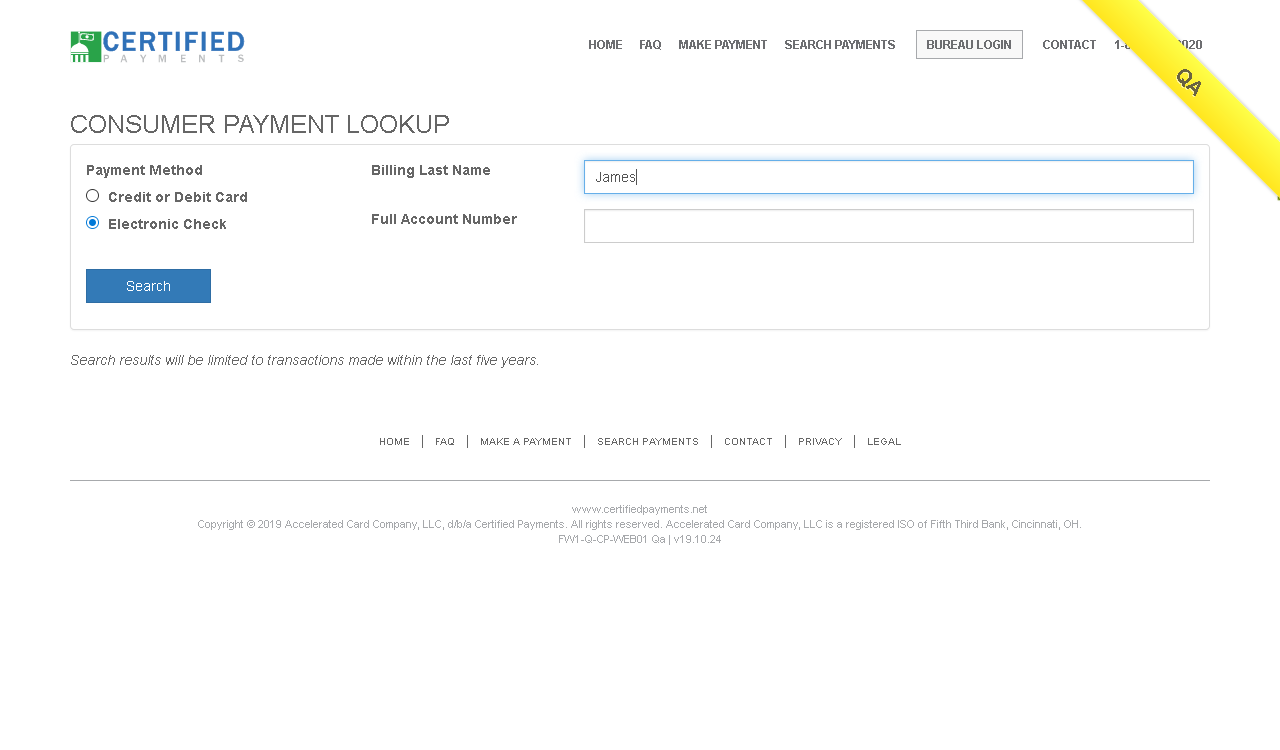 CERTIFIED
PAYMENTS
HOME FAQ MAKE PAYMENT SEARCH PAYMENTS BUREAU LOGIN CONTACT
QA
CONSUMER PAYMENT LOOKUP
Payment Method
Credit or Debit Card
Electronic Check
Billing Last Name
James
Full Account Number
Search
Search results will be limited to transactions made within the last five years.
HOME | FAQ | MAKE A PAYMENT | SEARCH PAYMENTS | CONTACT | PRIVACY | LEGAL
www.certifiedpayments.net
Copyright © 2019 Accelerated Card Company, LLC, d/b/a Certified Payments. All rights reserved. Accelerated Card Company, LLC is a registered ISO of Fifth Third Bank, Cincinnati, OH.
FW1-Q-CP-WEB01 Qa | v19.10.24